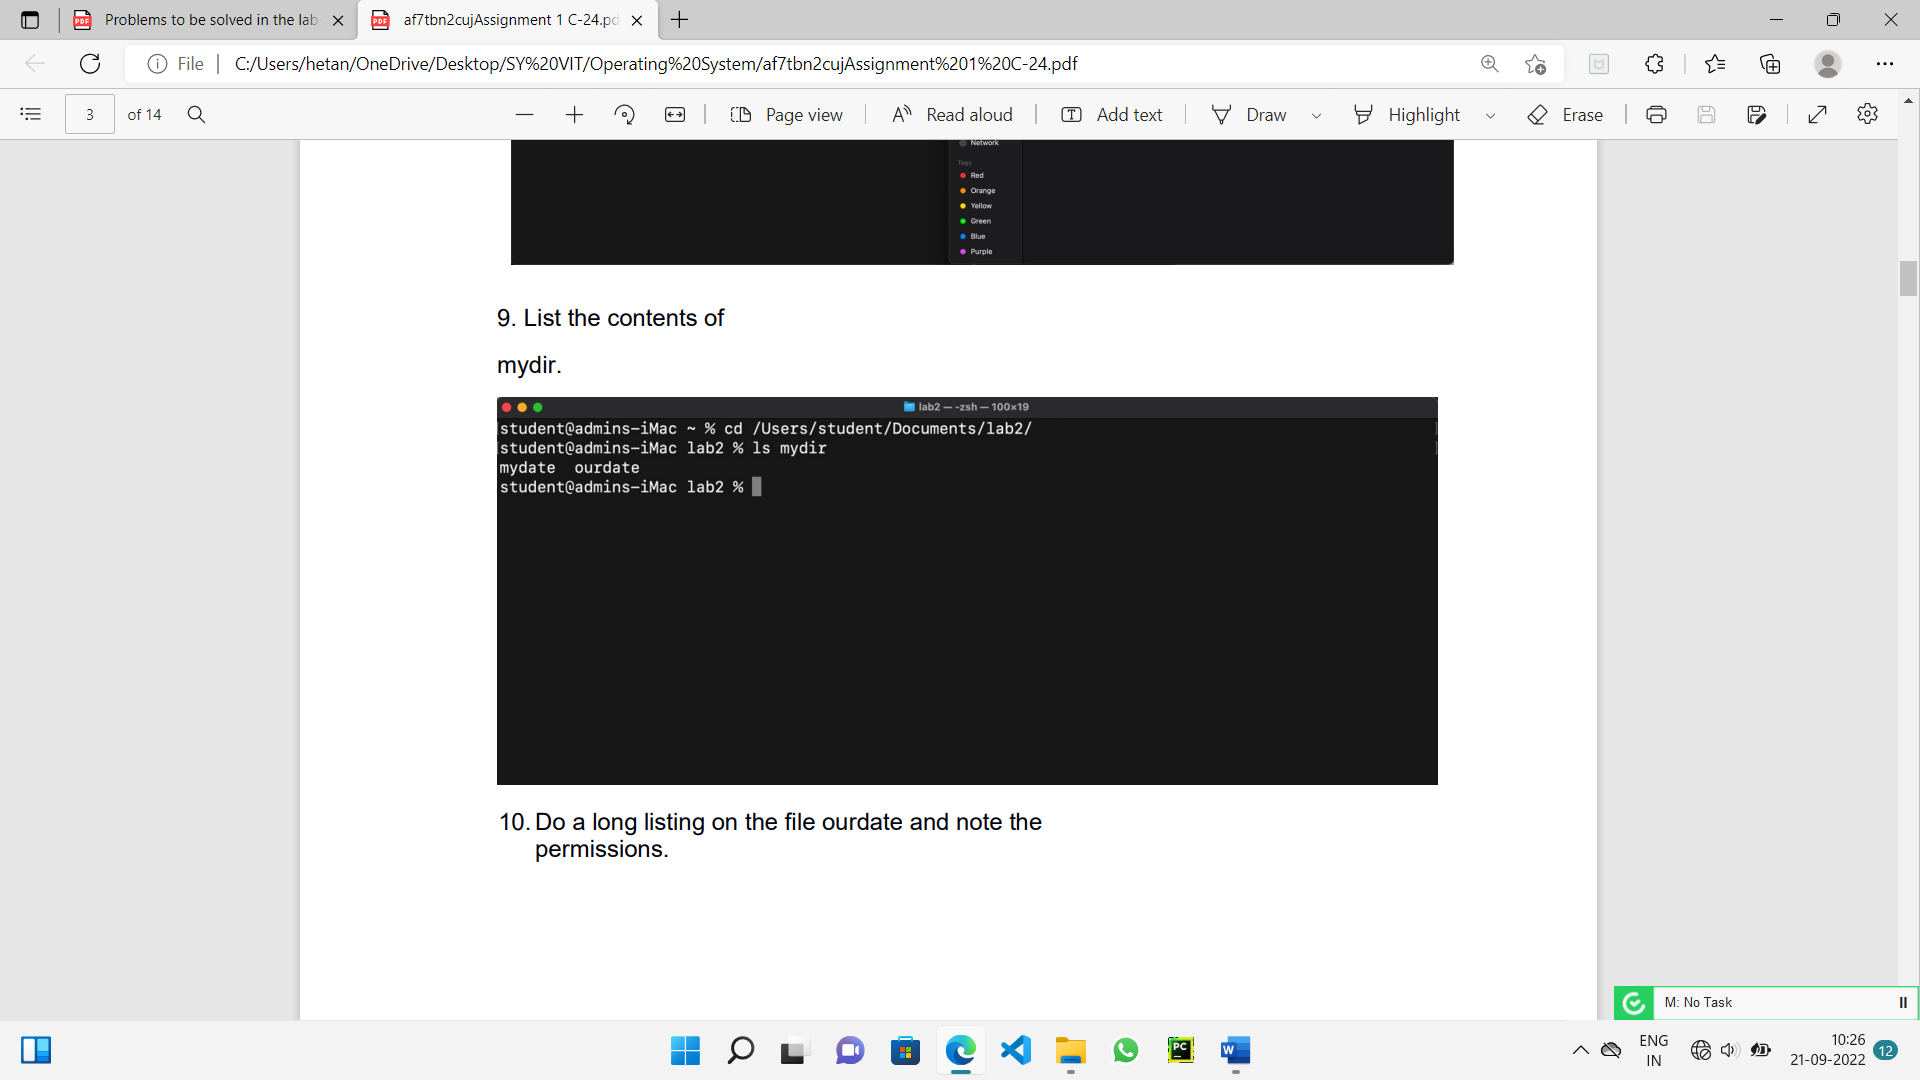 Problems to be solved in the lab
af7tbn2cujAssignment 1 C-24.pd
File
C:/Users/hetan/OneDrive/Desktop/SY%20VIT/Operating%20System/af7tbn2cujAssignment%201%20C-24.pdf
3 of 14
Page view
Read aloud
Add text
Draw
Highlight
Erase
Network
Tags
Red
Orange
Yellow
Green
Blue
Purple
9. List the contents of
mydir.
lab2 — -zsh — 100×19
student@admins-iMac ~ % cd /Users/student/Documents/lab2/
student@admins-iMac lab2 % ls mydir
mydate  ourdate
student@admins-iMac lab2 %
10. Do a long listing on the file ourdate and note the
permissions.
M: No Task
ENG
IN
10:26
21-09-2022
12